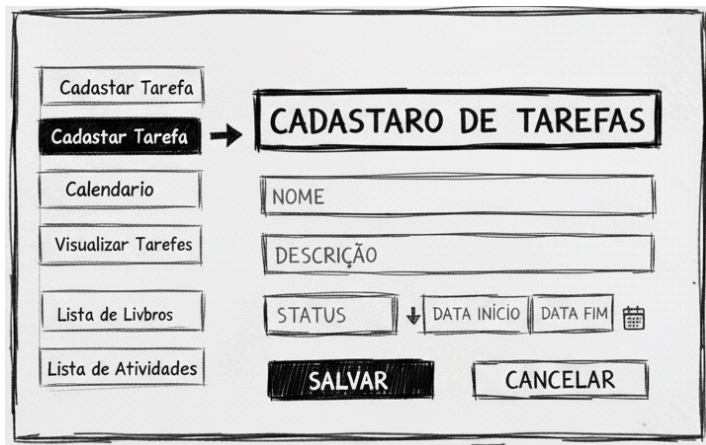 Cadastar Tarefa
Cadastar Tarefa
Calendario
Visualizar Tarefes
Lista de Livbros
Lista de Atividades
CADASTARO DE TAREFAS
NOME
DESCRIÇÃO
STATUS
DATA INÍCIO
DATA FIM
SALVAR
CANCELAR